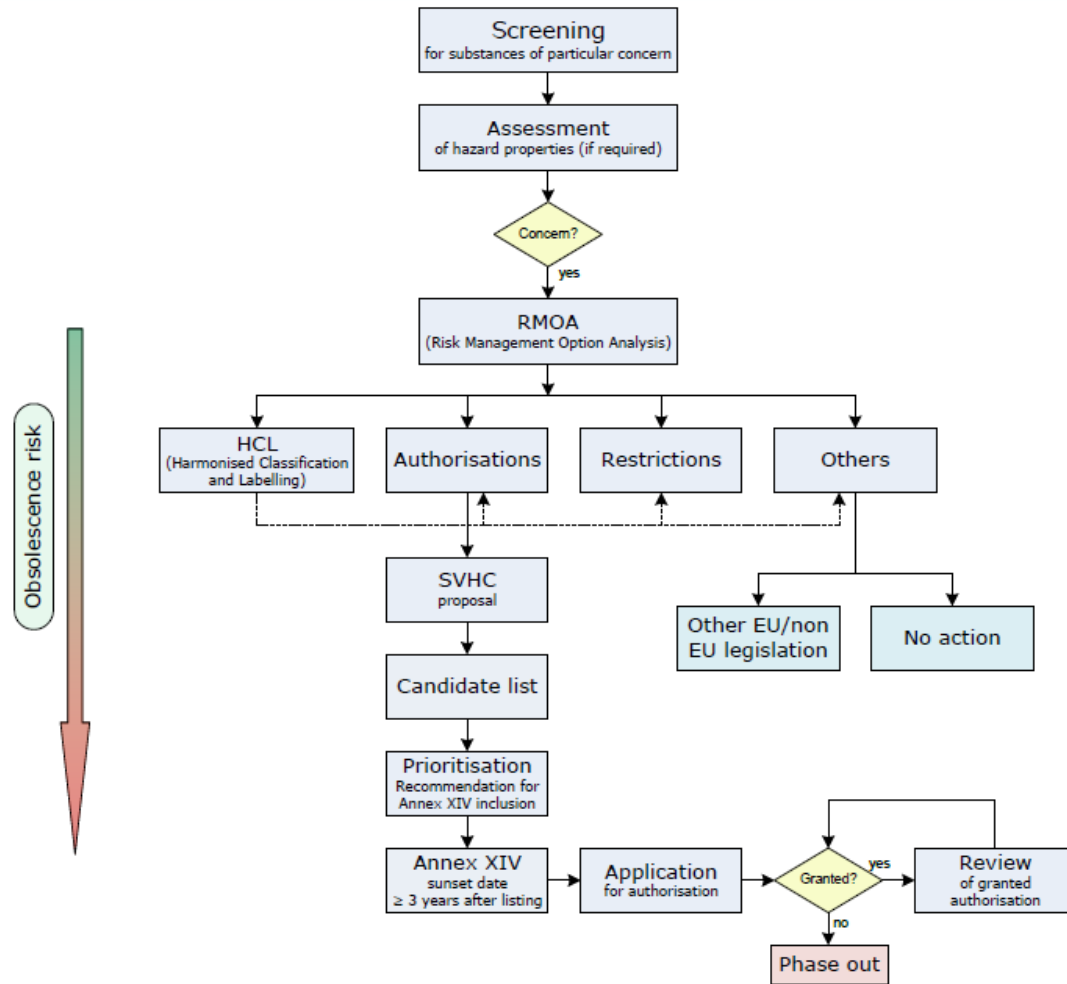 Screening
for substances of particular concern
Assessment
of hazard properties (if required)
Concern?
yes
RMOA
(Risk Management Option Analysis)
Obsolescence risk
HCL
(Harmonised Classification
and Labelling)
Authorisations
Restrictions
Others
SVHC
proposal
Other EU/non
EU legislation
No action
Candidate list
Prioritisation
Recommendation for
Annex XIV inclusion
Annex XIV
sunset date
≥ 3 years after listing
Application
for authorisation
Granted?
yes
Review
of granted
authorisation
no
Phase out